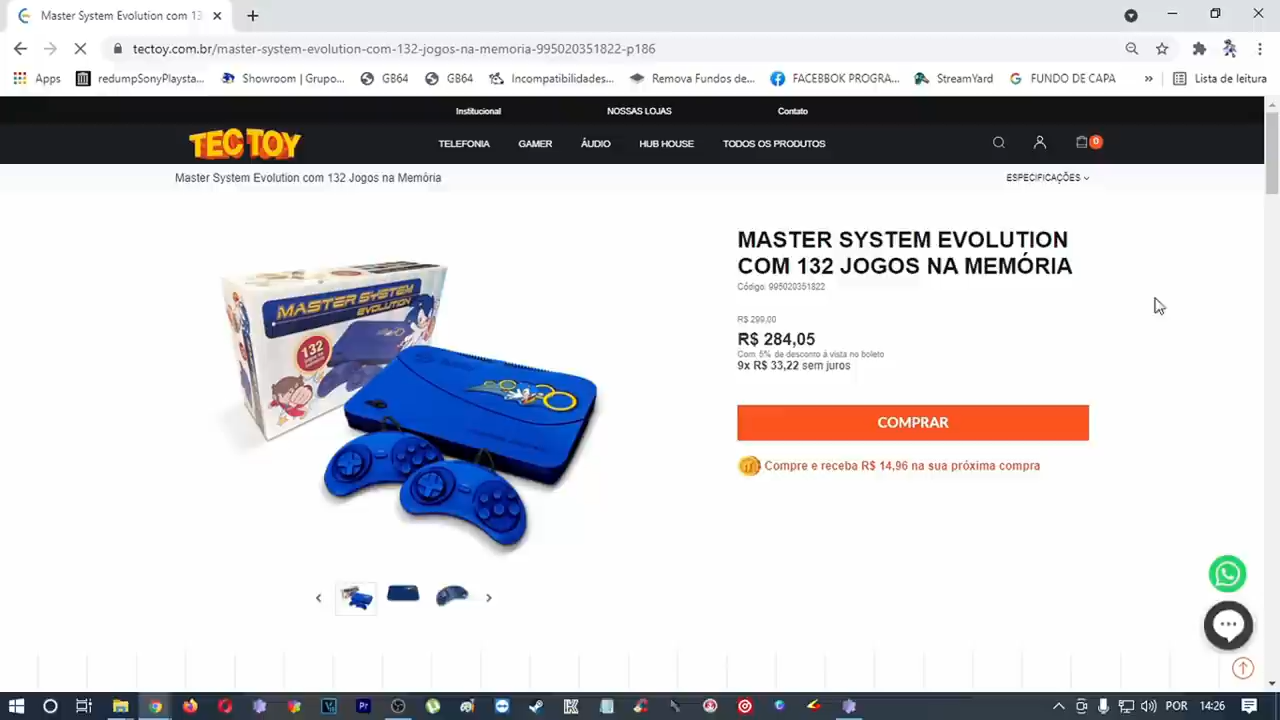 Master System Evolution com 13
tectoy.com.br/master-system-evolution-com-132-jogos-na-memoria-995020351822-p186
Apps redumpSonyPlaysta... Showroom | Grupo... GB64 GB64 Incompatibilidades... Remova Fundos de... FACEBBOK PROGRA... StreamYard FUNDO DE CAPA » Lista de leitura
Institucional NOSSAS LOJAS Contato
TECTOY TELEFONIA GAMER ÁUDIO HUB HOUSE TODOS OS PRODUTOS 0
Master System Evolution com 132 Jogos na Memória ESPECIFICAÇÕES
MASTER SYSTEM EVOLUTION
COM 132 JOGOS NA MEMÓRIA
Código: 995020351822
R$ 299,00
R$ 284,05
Com 5% de desconto à vista no boleto
9x R$ 33,22 sem juros
COMPRAR
Compre e receba R$ 14,96 na sua próxima compra
MASTER SYSTEM
EVOLUTION
132
POR 14:26